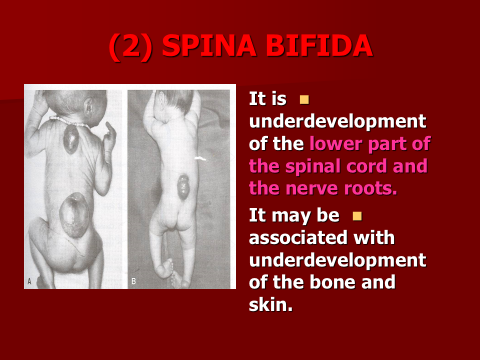 (2) SPINA BIFIDA
It is
underdevelopment
of the lower part of
the spinal cord and
the nerve roots.
It may be
associated with
underdevelopment
of the bone and
skin.
A
B